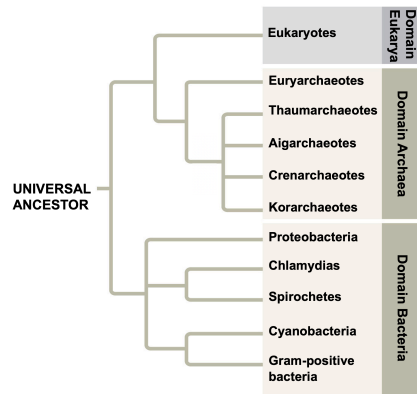 Eukaryotes
Domain
Eukarya
Euryarchaeotes
Thaumarchaeotes
Aigarchaeotes
Crenarchaeotes
Korarchaeotes
Domain Archaea
UNIVERSAL
ANCESTOR
Proteobacteria
Chlamydias
Spirochetes
Cyanobacteria
Gram-positive
bacteria
Domain Bacteria